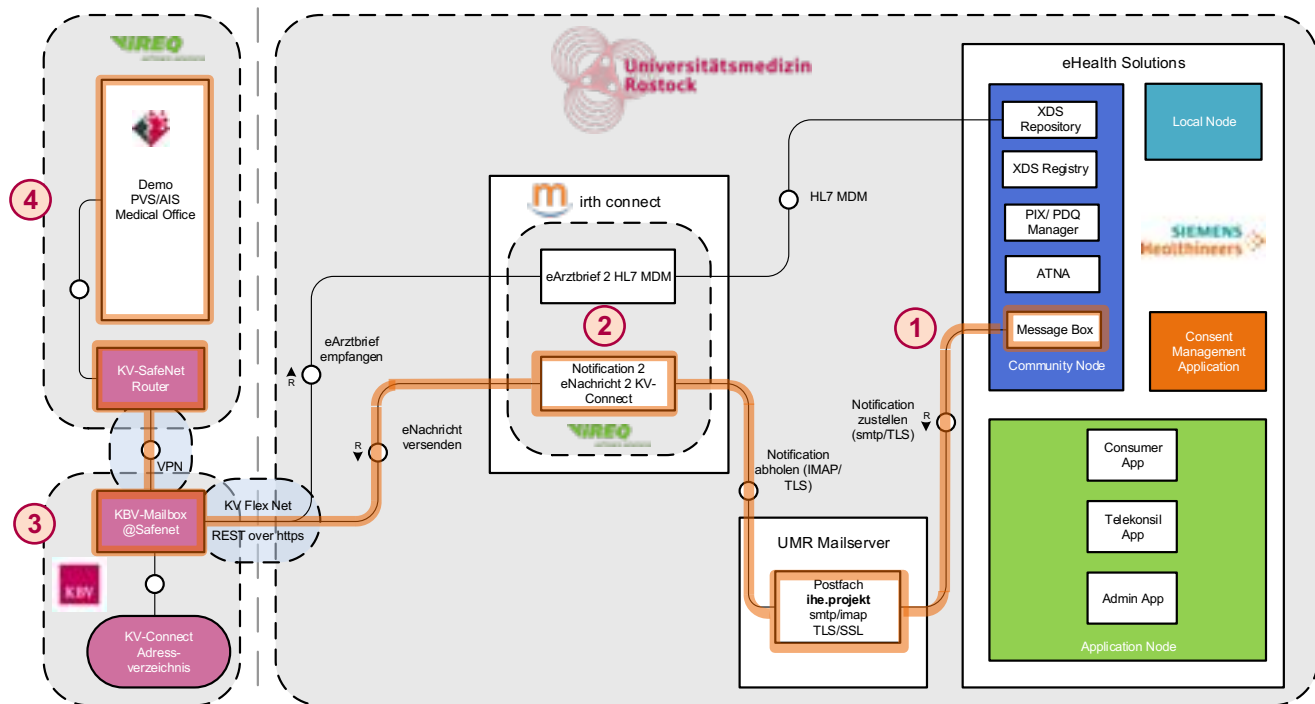 VIREQ
4
Demo
PVS/AIS
Medical Office
KV-SafeNet
Router
VPN
3
KBV-Mailbox
@Safenet
KBV
KV-Connect
Adress-
verzeichnis
KV Flex Net
REST over https
Universitätsmedizin
Rostock
m
irth connect
eArztbrief 2 HL7 MDM
2
Notification 2
eNachricht 2 KV-
Connect
VIREQ
eArztbrief
empfangen
R
eNachricht
versenden
R
HL7 MDM
Notification
abholen (IMAP/
TLS)
UMR Mailserver
Postfach
ihe.projekt
smtp/imap
TLS/SSL
Notification
zustellen
(smtp/TLS)
R
1
eHealth Solutions
XDS
Repository
XDS Registry
PIX/ PDQ
Manager
ATNA
Message Box
Community Node
Local Node
SIEMENS
Healthineers
Consent
Management
Application
Consumer
App
Telekonsil
App
Admin App
Application Node